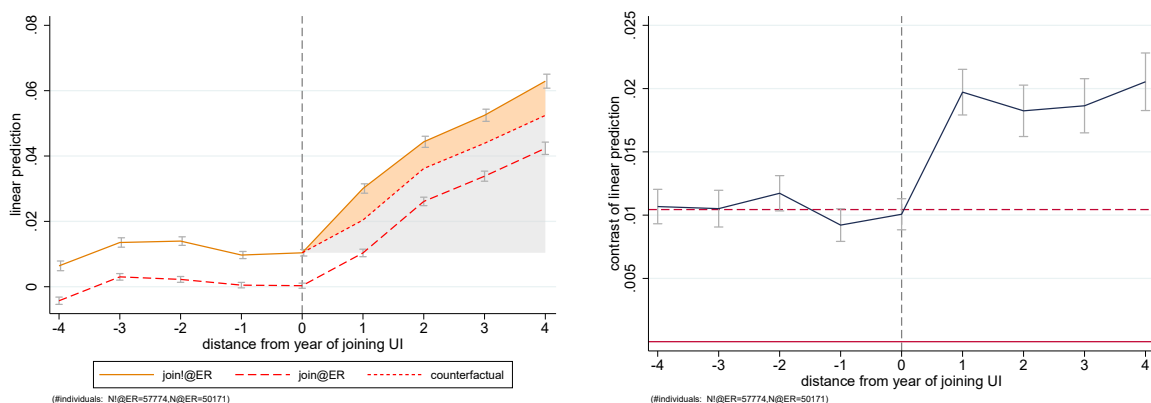 .08
.06
.04
.02
0
linear prediction
-4 -3 -2 -1 0 1 2 3 4
distance from year of joining UI
join!@ER join@ER counterfactual
(#individuals: N!@ER=57774,N@ER=50171)
.025
.02
.015
.01
.005
contrast of linear prediction
-4 -3 -2 -1 0 1 2 3 4
distance from year of joining UI
(#individuals: N!@ER=57774,N@ER=50171)